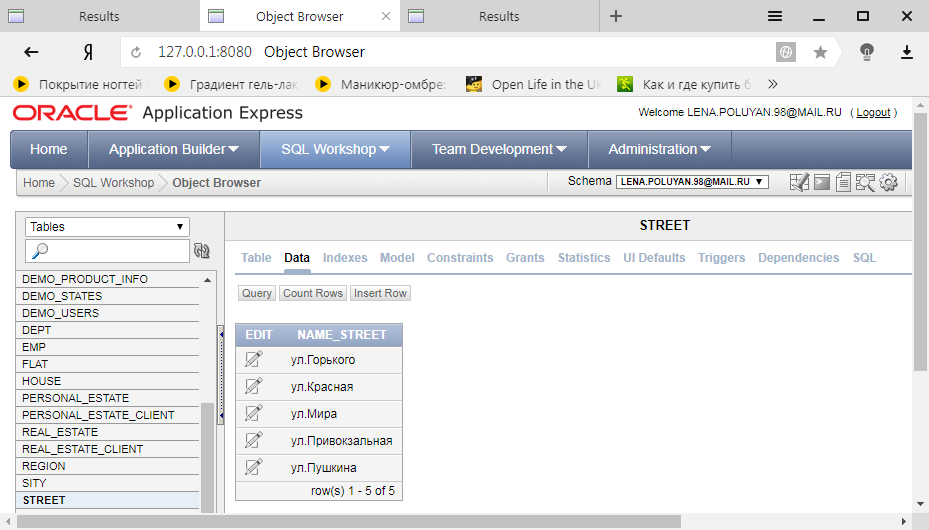 Results
Object Browser
Results
Я
127.0.0.1:8080 Object Browser
Покрытие ногтей
Градиент гель-лак
Маникюр-омбре:
Open Life in the UK
Как и где купить б
ORACLE Application Express
Welcome LENA.POLUYAN.98@MAIL.RU ( Logout )
Home Application Builder SQL Workshop Team Development Administration
Home SQL Workshop Object Browser
Schema LENA.POLUYAN.98@MAIL.RU
Tables
STREET
Table Data Indexes Model Constraints Grants Statistics UI Defaults Triggers Dependencies SQL
Query Count Rows Insert Row
DEMO_PRODUCT_INFO
DEMO_STATES
DEMO_USERS
DEPT
EMP
FLAT
HOUSE
PERSONAL_ESTATE
PERSONAL_ESTATE_CLIENT
REAL_ESTATE
REAL_ESTATE_CLIENT
REGION
SITY
STREET
EDIT NAME_STREET
ул.Горького
ул.Красная
ул.Мира
ул.Привокзальная
ул.Пушкина
row(s) 1 - 5 of 5